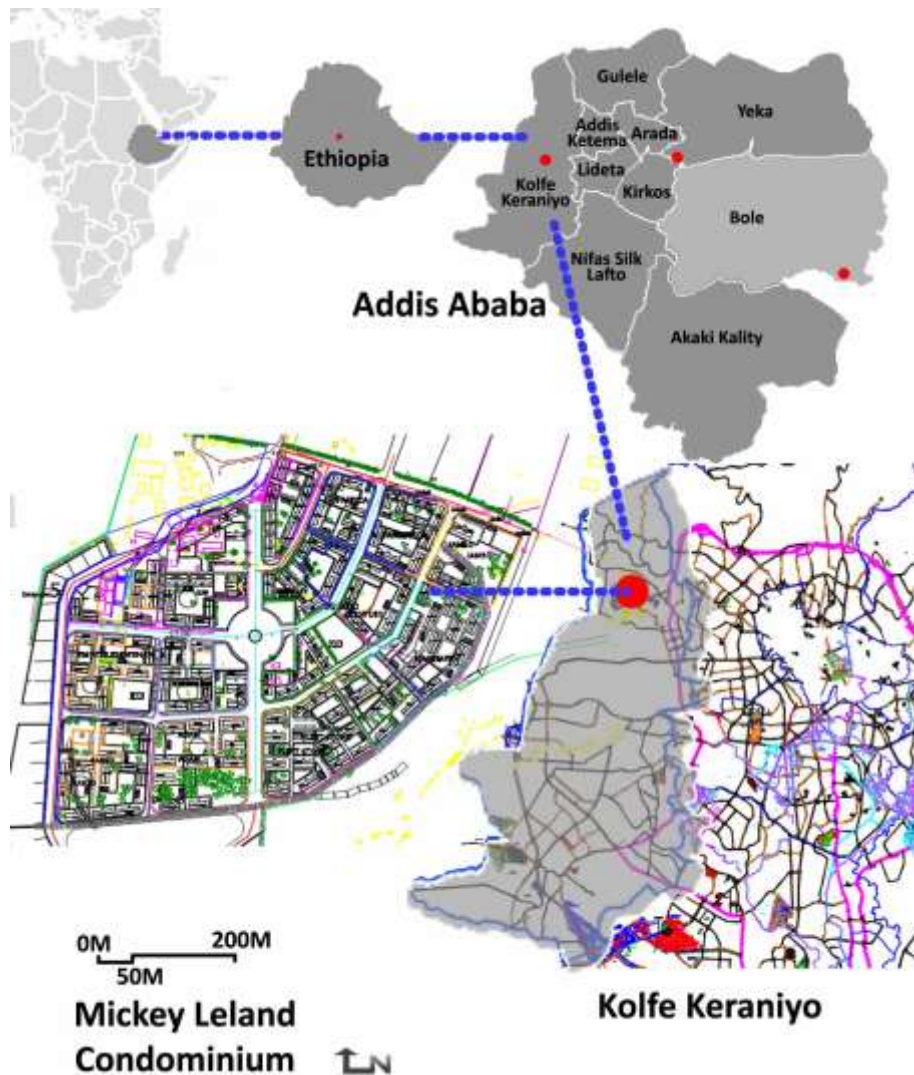 Gulele
Yeka
Addis
Ketema
Arada
Ethiopia
Lideta
Kolfe
Keraniyo
Kirkos
Bole
Nifas Silk
Lafto
Addis Ababa
Akaki Kality
0M
200M
50M
Mickey Leland
Condominium
N
Kolfe Keraniyo